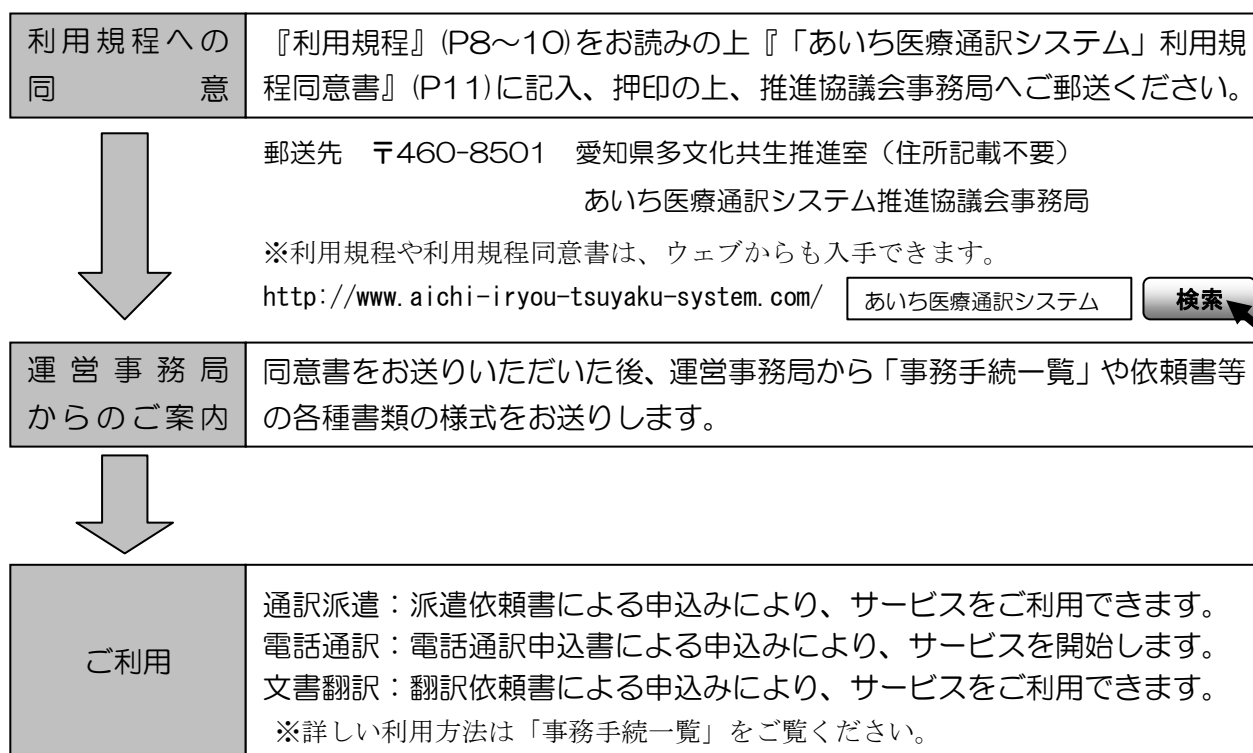 利用規程への
同意
『利用規程』(P8～10)をお読みの上『「あいち医療通訳システム」利用規
程同意書』(P11)に記入、押印の上、推進協議会事務局へご郵送ください。
郵送先 〒460-8501 愛知県多文化共生推進室（住所記載不要）
あいち医療通訳システム推進協議会事務局
※利用規程や利用規程同意書は、ウェブからも入手できます。
http://www.aichi-iryou-tsuyaku-system.com/ あいち医療通訳システム 検索
運営事務局
からのご案内
同意書をお送りいただいた後、運営事務局から「事務手続一覧」や依頼書等
の各種書類の様式をお送りします。
ご利用
通訳派遣：派遣依頼書による申込みにより、サービスをご利用できます。
電話通訳：電話通訳申込書による申込みにより、サービスを開始します。
文書翻訳：翻訳依頼書による申込みにより、サービスをご利用できます。
※詳しい利用方法は「事務手続一覧」をご覧ください。